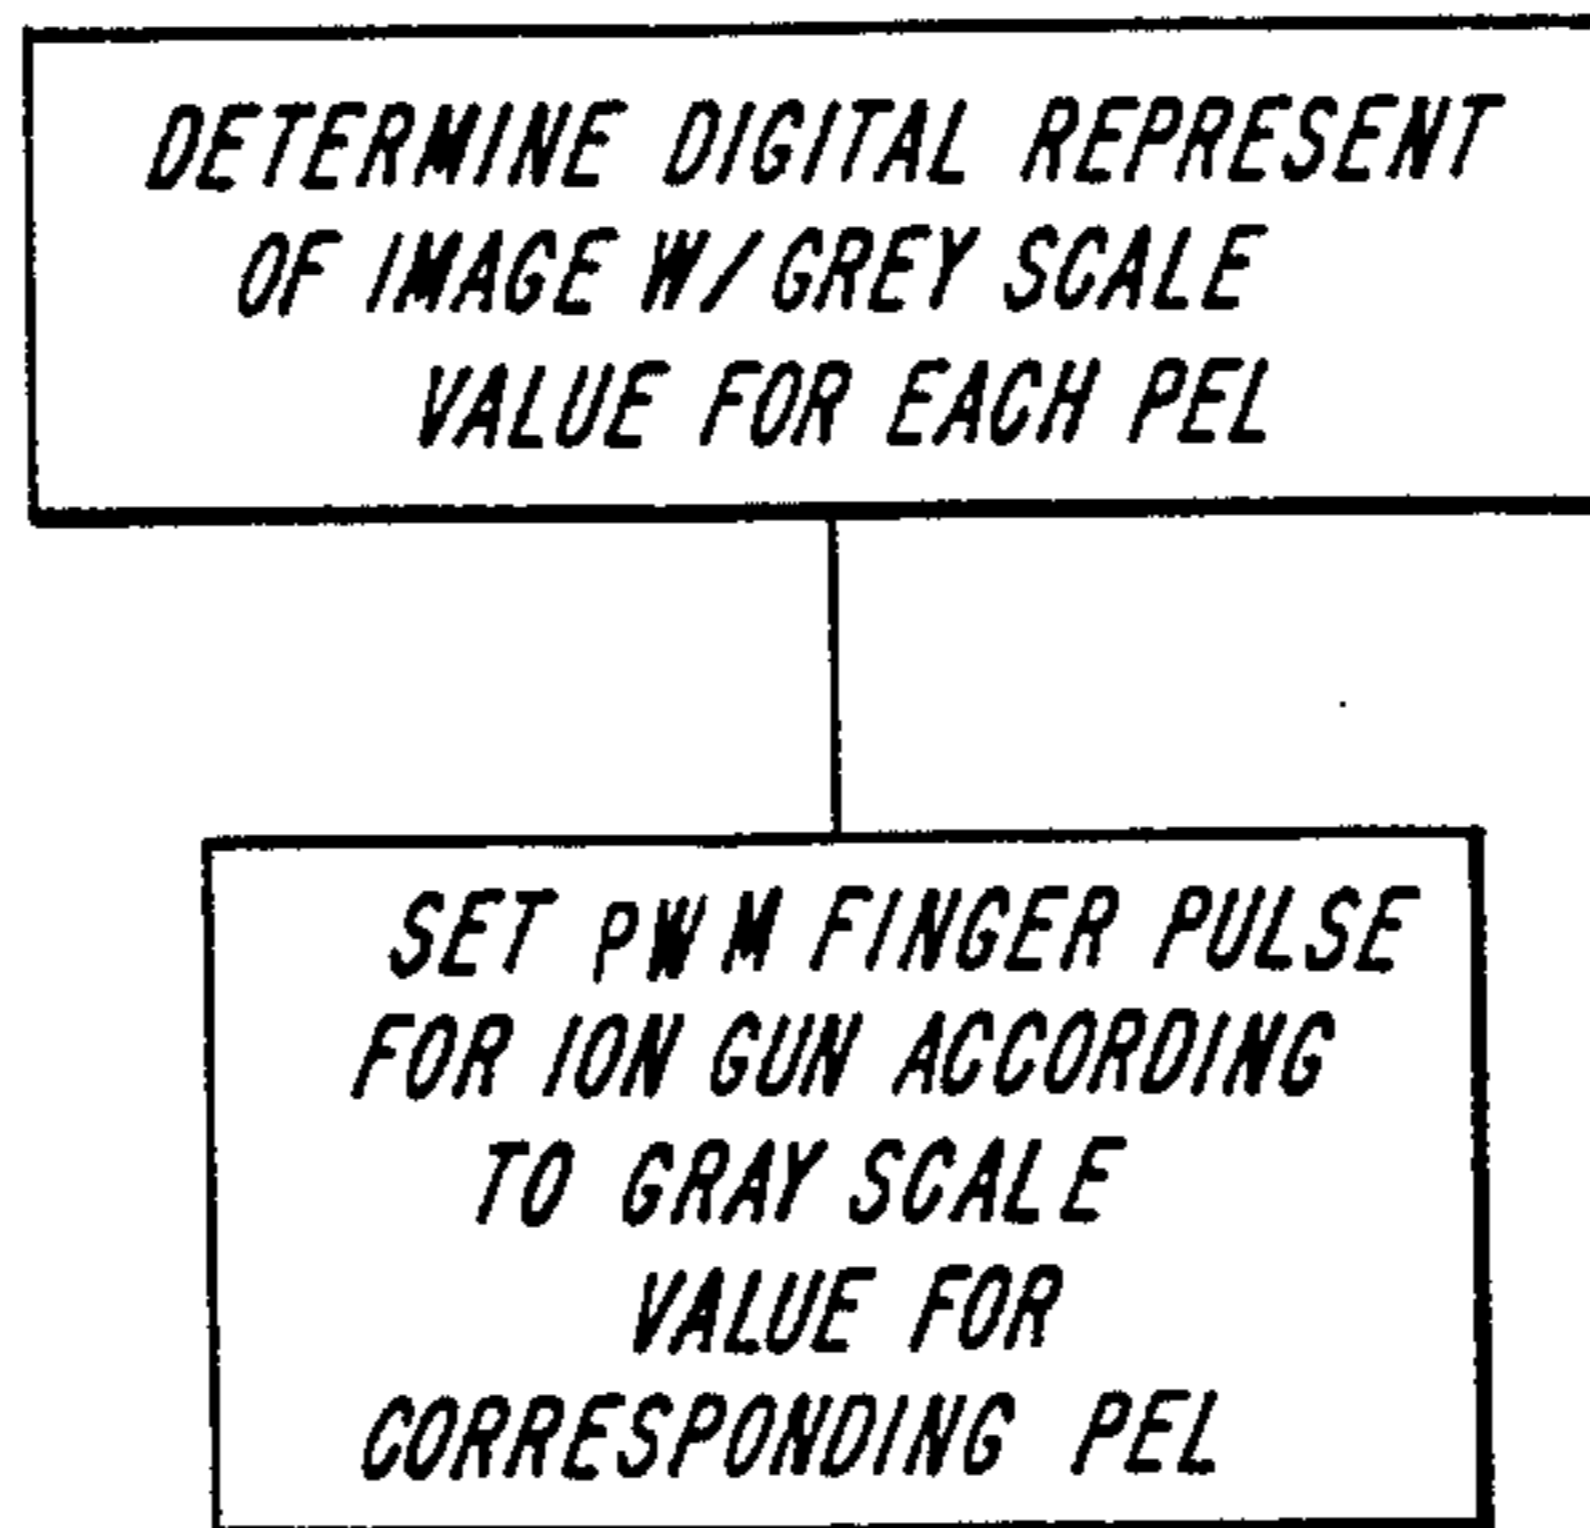 DETERMINE DIGITAL REPRESENT
OF IMAGE W/ GREY SCALE
VALUE FOR EACH PEL
SET PWM FINGER PULSE
FOR ION GUN ACCORDING
TO GRAY SCALE
VALUE FOR
CORRESPONDING PEL